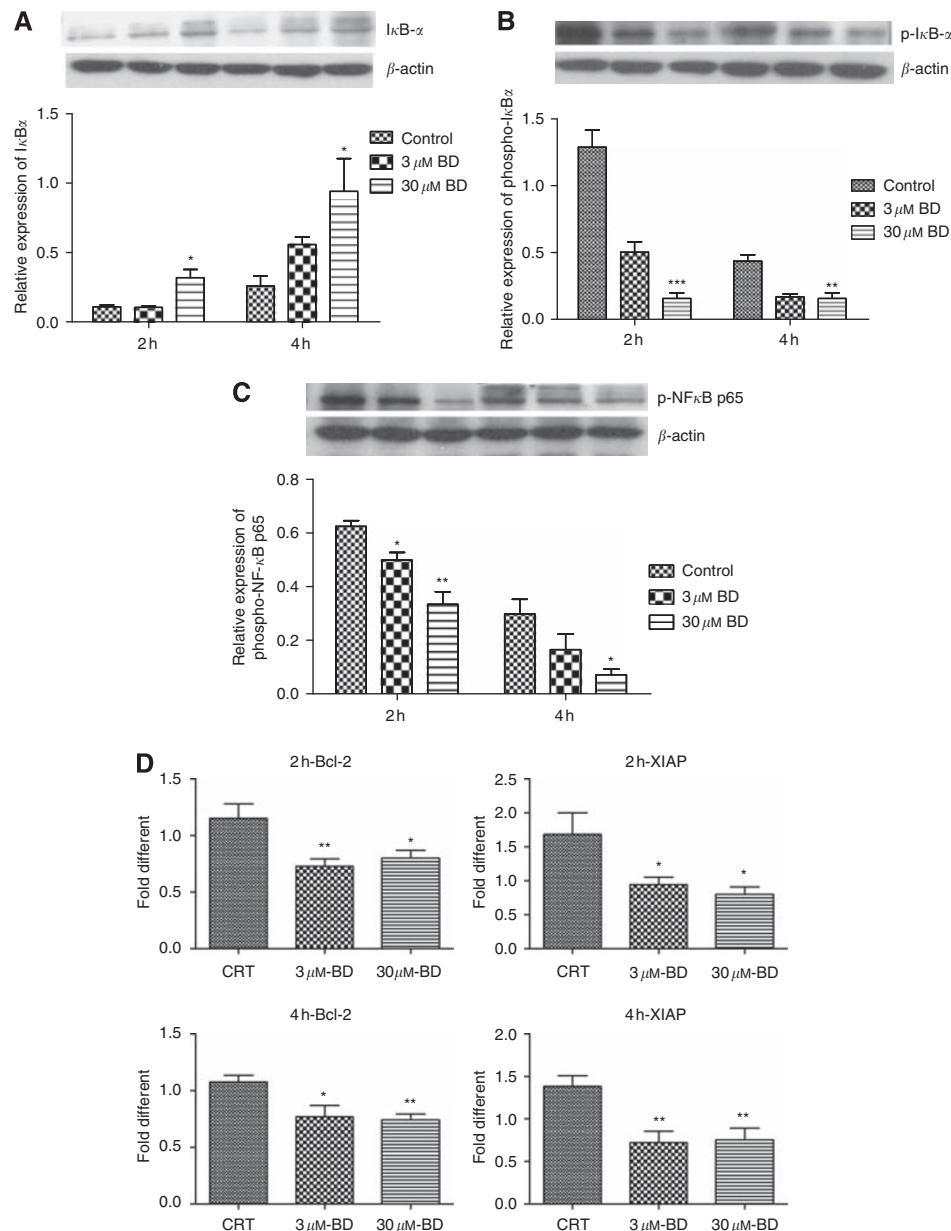 A
IκB-α
β-actin
Relative expression of IκBα
1.5
1.0
0.5
0.0
*
*
2 h
4 h
Control
3 μM BD
30 μM BD
B
p-IκB-α
β-actin
Relative expression of phospho-IκBα
1.5
1.0
0.5
0.0
***
**
2 h
4 h
Control
3 μM BD
30 μM BD
C
p-NFκB p65
β-actin
Relative expression of
phospho-NF-κB p65
0.8
0.6
0.4
0.2
0.0
*
**
*
2 h
4 h
Control
3 μM BD
30 μM BD
D
2 h-Bcl-2
Fold different
1.5
1.0
0.5
0.0
**
*
CRT 3 μM-BD 30 μM-BD
2 h-XIAP
Fold different
2.5
2.0
1.5
1.0
0.5
0.0
*
*
CRT 3 μM-BD 30 μM-BD
4 h-Bcl-2
Fold different
1.5
1.0
0.5
0.0
*
**
CRT 3 μM-BD 30 μM-BD
4 h-XIAP
Fold different
2.0
1.5
1.0
0.5
0.0
**
**
CRT 3 μM-BD 30 μM-BD